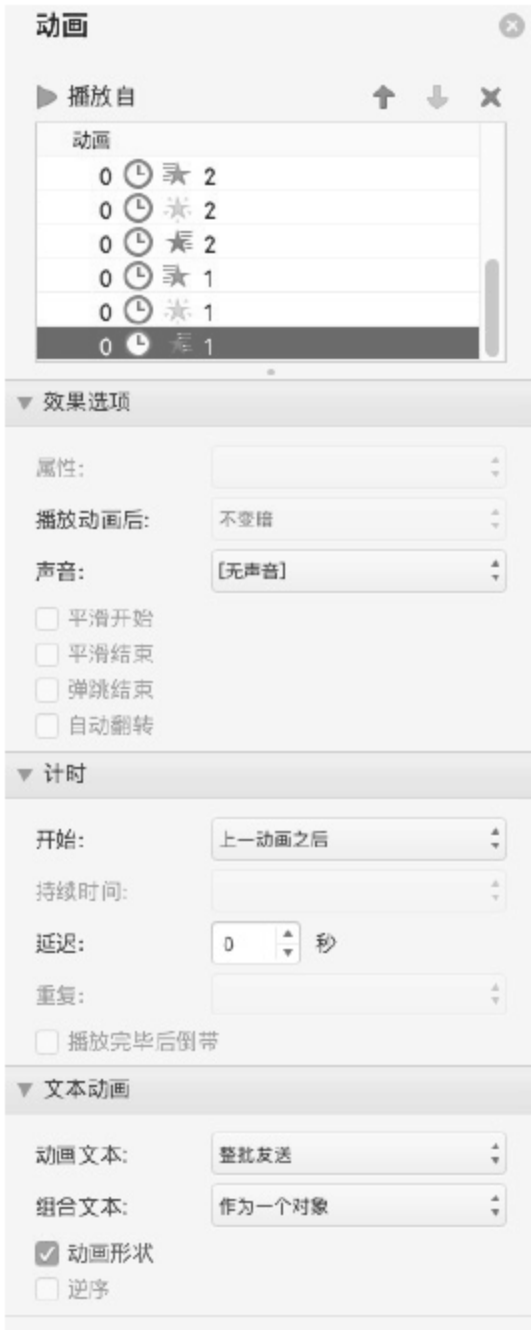 动画
播放自
动画
0 2
0 2
0 2
0 1
0 1
0 1
效果选项
属性:
播放动画后: 不变暗
声音: [无声音]
平滑开始
平滑结束
弹跳结束
自动翻转
计时
开始: 上一动画之后
持续时间:
延迟: 0 秒
重复:
播放完毕后倒带
文本动画
动画文本: 整批发送
组合文本: 作为一个对象
动画形状
逆序